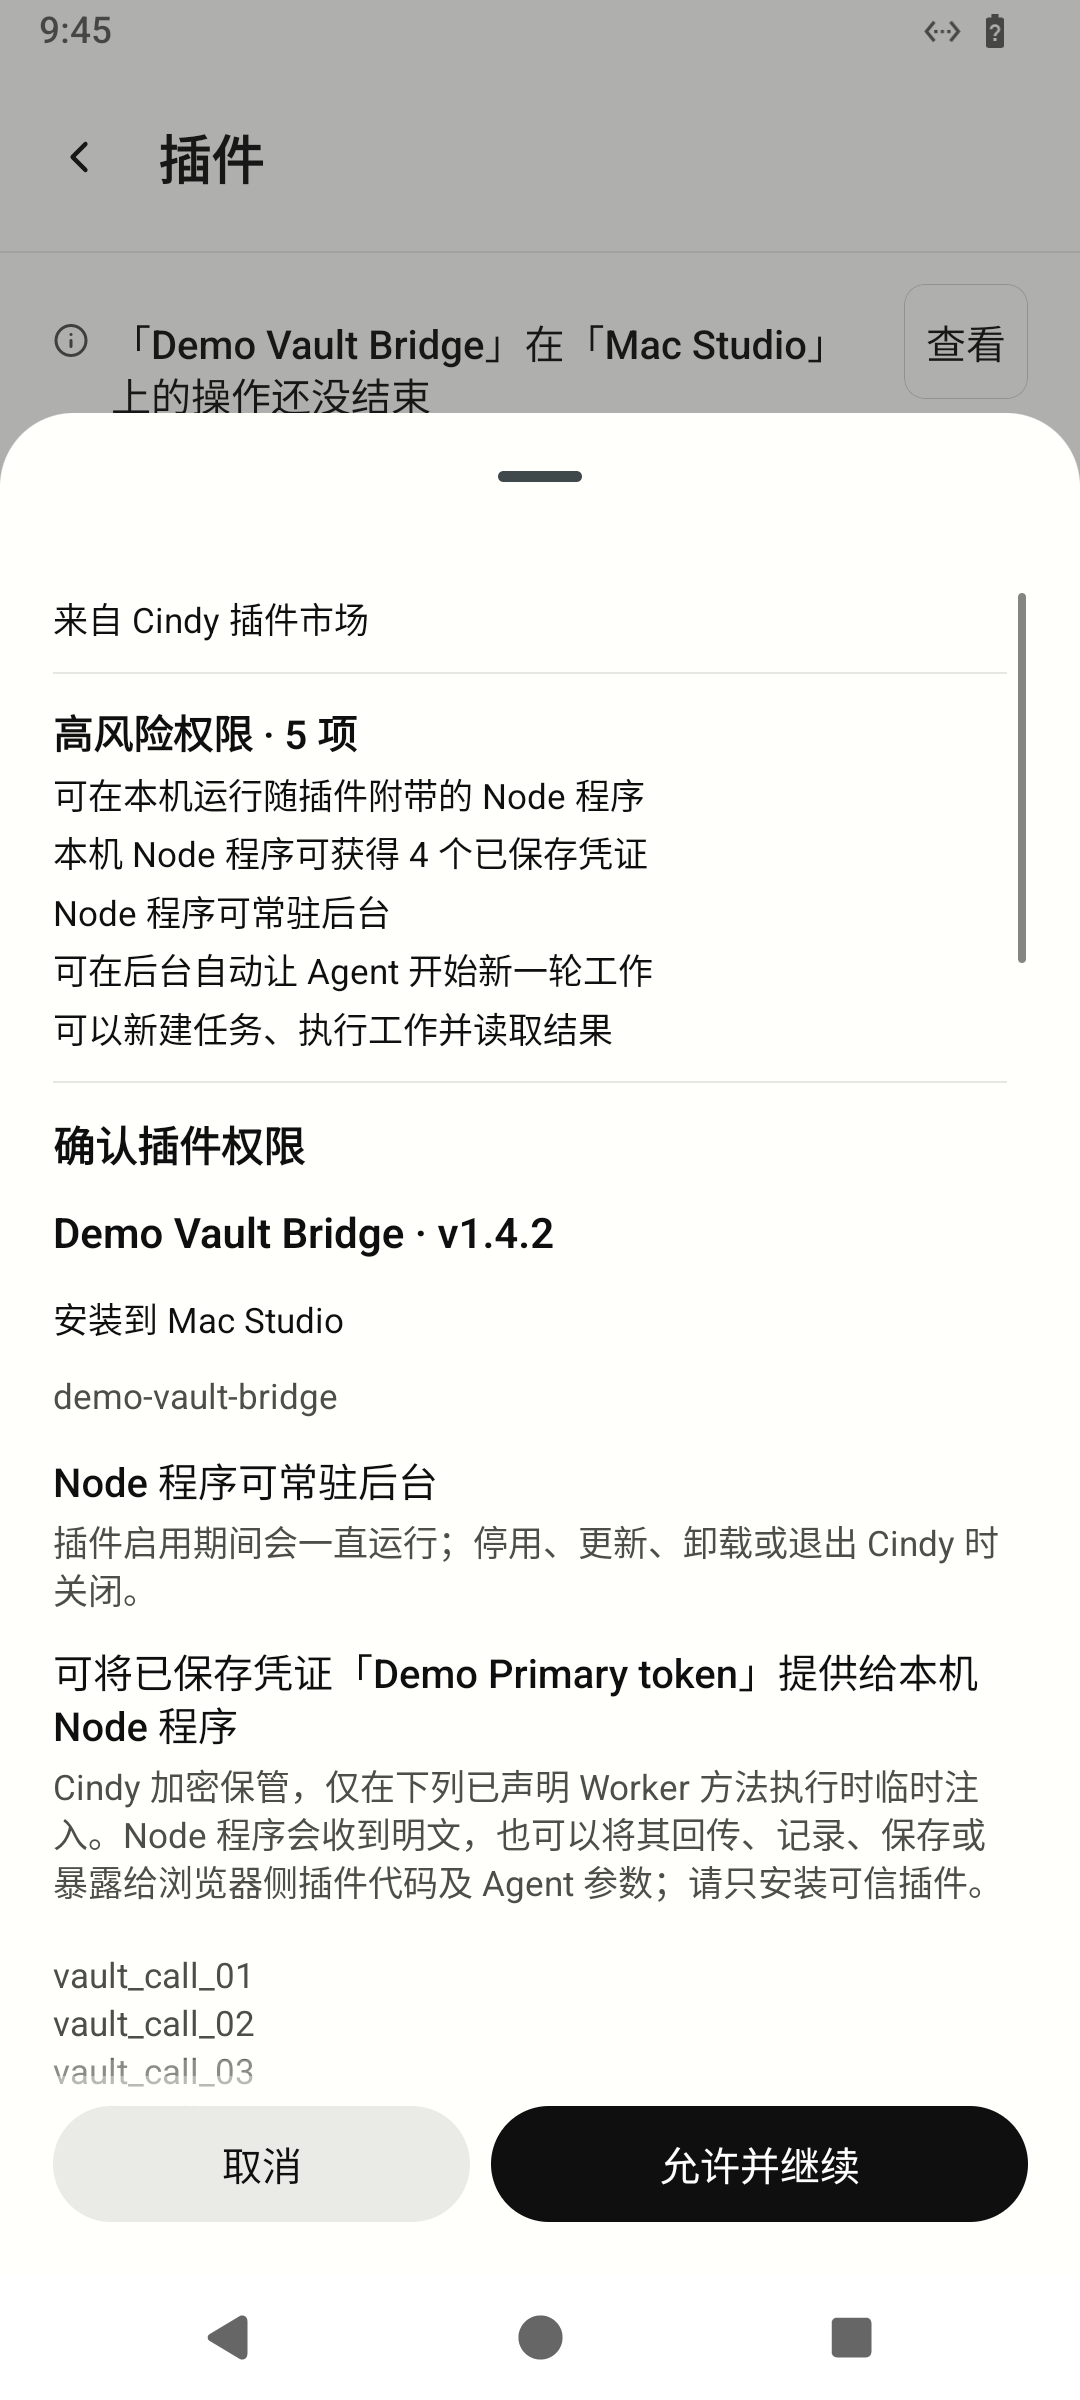 9:45
插件
「Demo Vault Bridge」在「Mac Studio」
上的操作还没结束
查看
来自 Cindy 插件市场
高风险权限 · 5 项
可在本机运行随插件附带的 Node 程序
本机 Node 程序可获得 4 个已保存凭证
Node 程序可常驻后台
可在后台自动让 Agent 开始新一轮工作
可以新建任务、执行工作并读取结果
确认插件权限
Demo Vault Bridge · v1.4.2
安装到 Mac Studio
demo-vault-bridge
Node 程序可常驻后台
插件启用期间会一直运行；停用、更新、卸载或退出 Cindy 时
关闭。
可将已保存凭证「Demo Primary token」提供给本机
Node 程序
Cindy 加密保管，仅在下列已声明 Worker 方法执行时临时注
入。Node 程序会收到明文，也可以将其回传、记录、保存或
暴露给浏览器侧插件代码及 Agent 参数；请只安装可信插件。
vault_call_01
vault_call_02
vault_call_03
取消
允许并继续